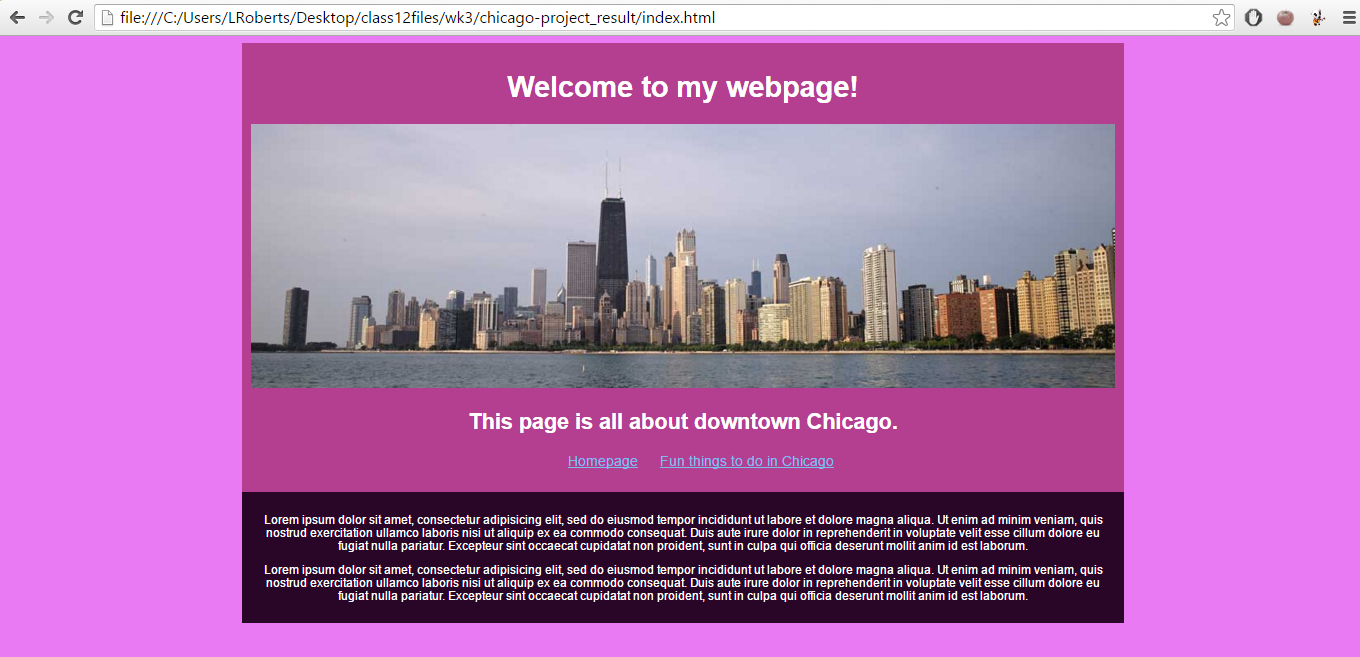 file:///C:/Users/LRoberts/Desktop/class12files/wk3/chicago-project_result/index.html
Welcome to my webpage!
This page is all about downtown Chicago.
Homepage Fun things to do in Chicago
Lorem ipsum dolor sit amet, consectetur adipisicing elit, sed do eiusmod tempor incididunt ut labore et dolore magna aliqua. Ut enim ad minim veniam, quis
nostrud exercitation ullamco laboris nisi ut aliquip ex ea commodo consequat. Duis aute irure dolor in reprehenderit in voluptate velit esse cillum dolore eu
fugiat nulla pariatur. Excepteur sint occaecat cupidatat non proident, sunt in culpa qui officia deserunt mollit anim id est laborum.
Lorem ipsum dolor sit amet, consectetur adipisicing elit, sed do eiusmod tempor incididunt ut labore et dolore magna aliqua. Ut enim ad minim veniam, quis
nostrud exercitation ullamco laboris nisi ut aliquip ex ea commodo consequat. Duis aute irure dolor in reprehenderit in voluptate velit esse cillum dolore eu
fugiat nulla pariatur. Excepteur sint occaecat cupidatat non proident, sunt in culpa qui officia deserunt mollit anim id est laborum.